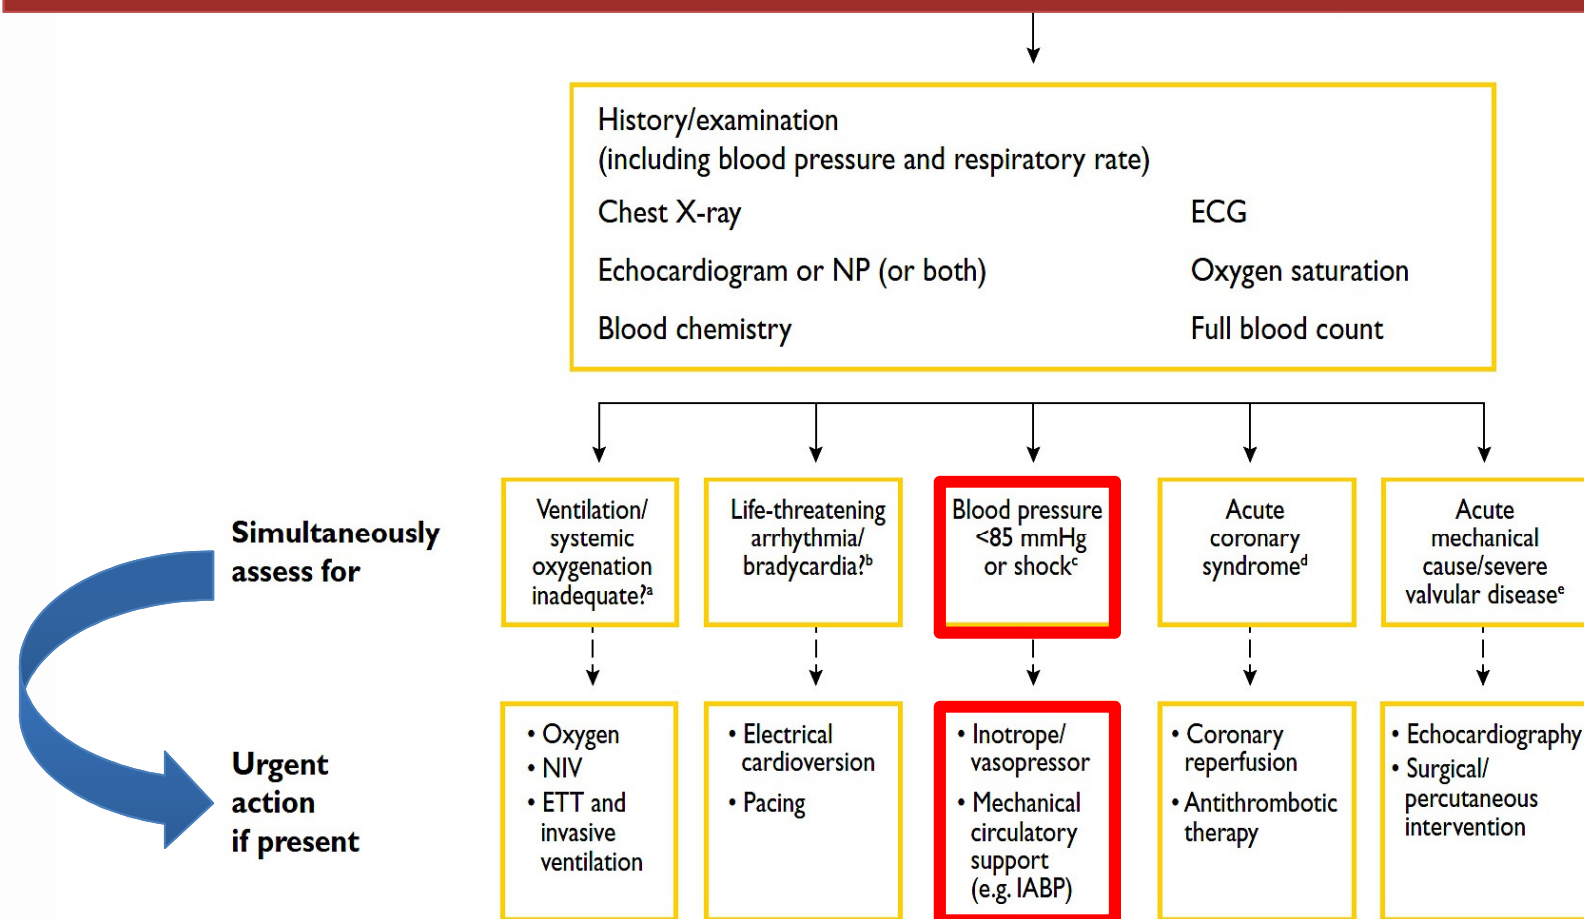 History/examination
(including blood pressure and respiratory rate)
Chest X-ray
ECG
Echocardiogram or NP (or both)
Oxygen saturation
Blood chemistry
Full blood count
Simultaneously
assess for
Ventilation/
systemic
oxygenation
inadequate?ᵃ
Life-threatening
arrhythmia/
bradycardia?ᵇ
Blood pressure
<85 mmHg
or shockᶜ
Acute
coronary
syndromeᵈ
Acute
mechanical
cause/severe
valvular diseaseᵉ
Urgent
action
if present
• Oxygen
• NIV
• ETT and
invasive
ventilation
• Electrical
cardioversion
• Pacing
• Inotrope/
vasopressor
• Mechanical
circulatory
support
(e.g. IABP)
• Coronary
reperfusion
• Antithrombotic
therapy
• Echocardiography
• Surgical/
percutaneous
intervention